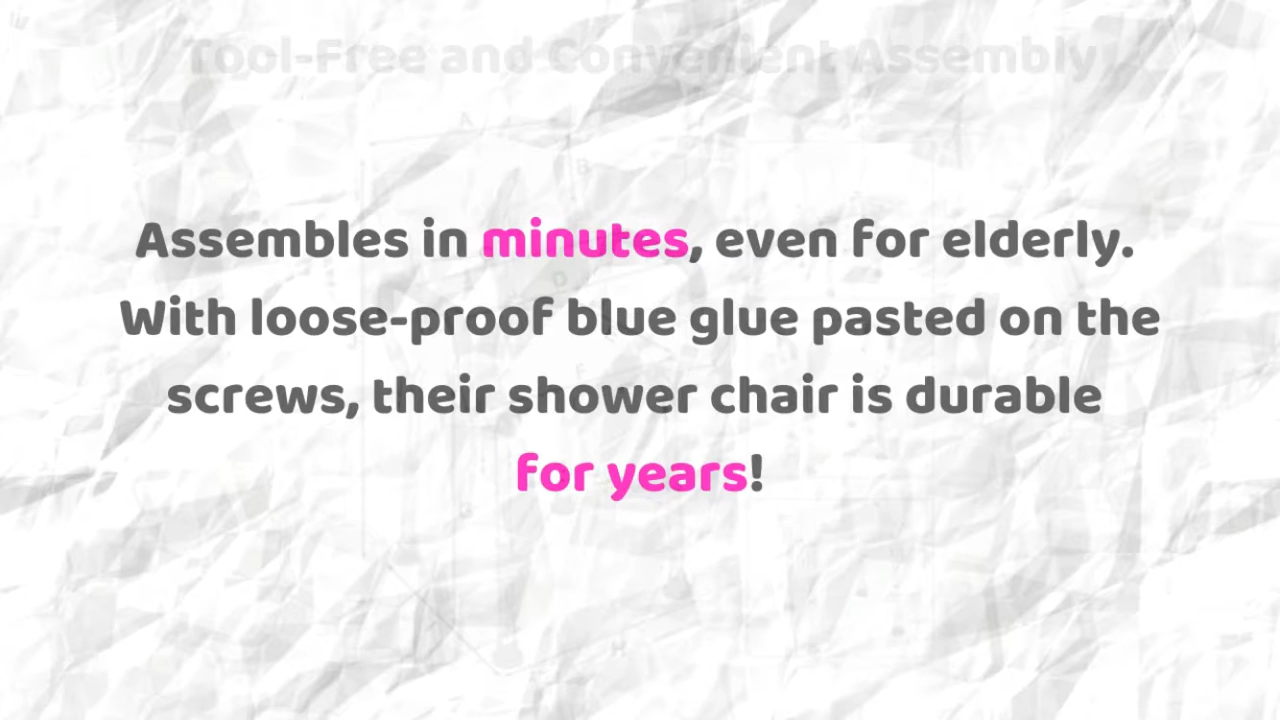 Tool-Free and Convenient Assembly
Assembles in minutes, even for elderly.
With loose-proof blue glue pasted on the
screws, their shower chair is durable
for years!